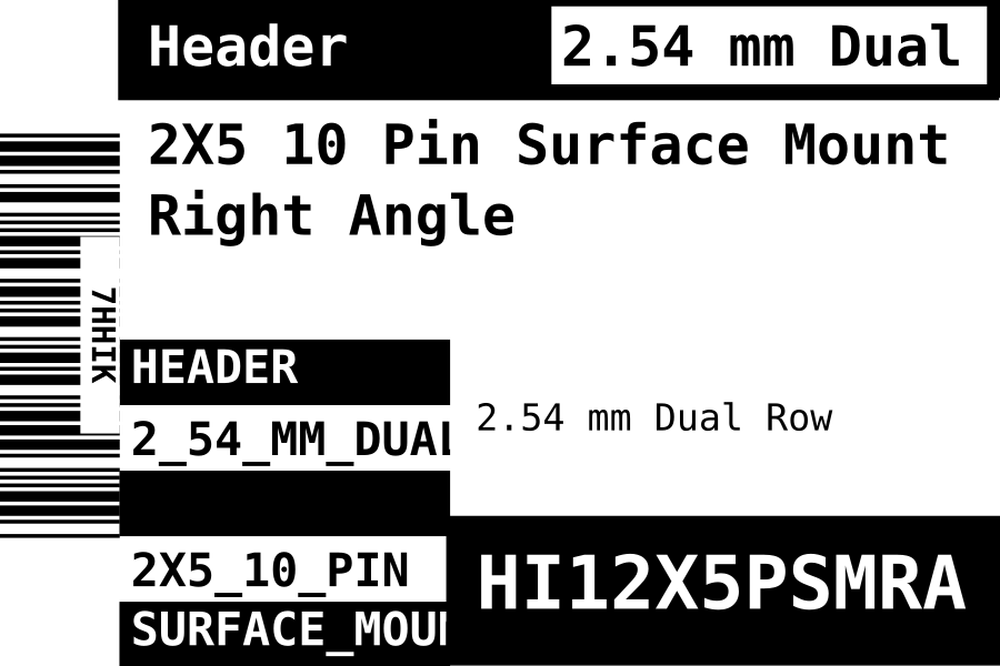 Header
2.54 mm Dual
2X5 10 Pin Surface Mount
Right Angle
7HHIK
HEADER
2_54_MM_DUAL
2.54 mm Dual Row
2X5_10_PIN
SURFACE_MOUN
HI12X5PSMRA